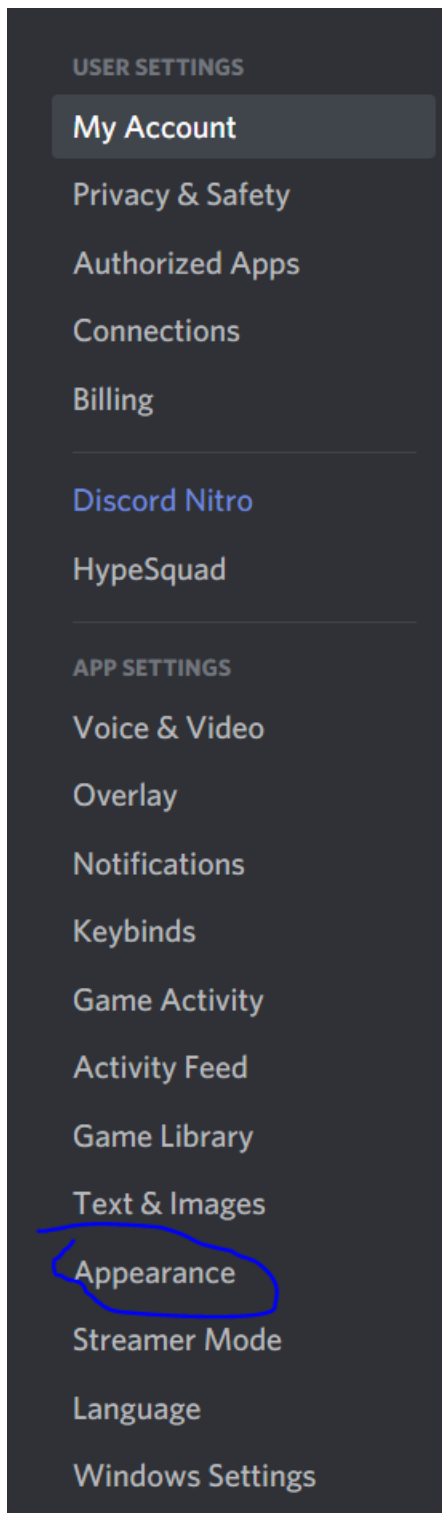 USER SETTINGS
My Account
Privacy & Safety
Authorized Apps
Connections
Billing
Discord Nitro
HypeSquad
APP SETTINGS
Voice & Video
Overlay
Notifications
Keybinds
Game Activity
Activity Feed
Game Library
Text & Images
Appearance
Streamer Mode
Language
Windows Settings